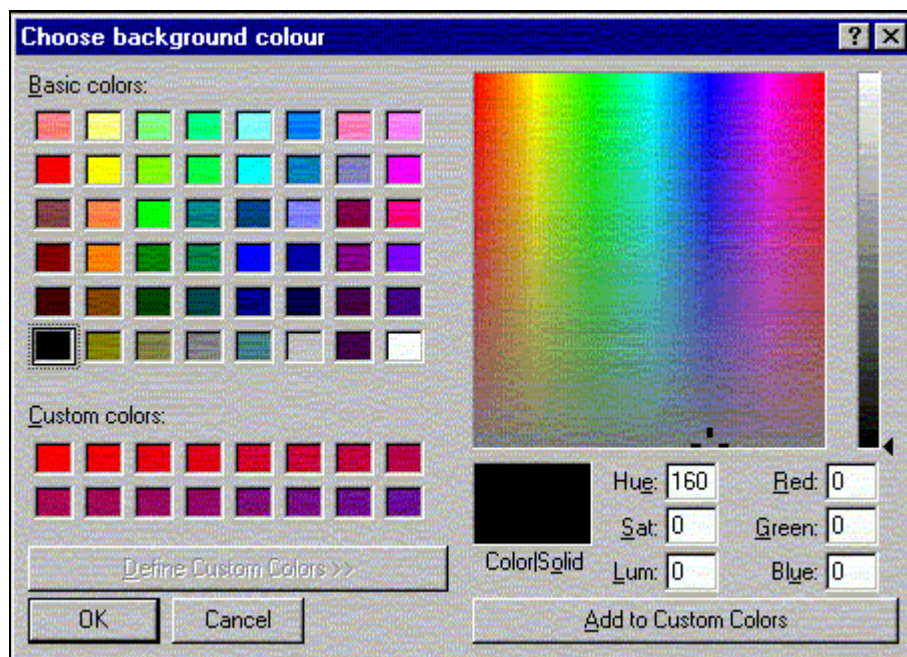 Choose background colour
Basic colors:
Custom colors:
Define Custom Colors >>
OK
Cancel
Color|Solid
Hue: 160
Sat: 0
Lum: 0
Red: 0
Green: 0
Blue: 0
Add to Custom Colors